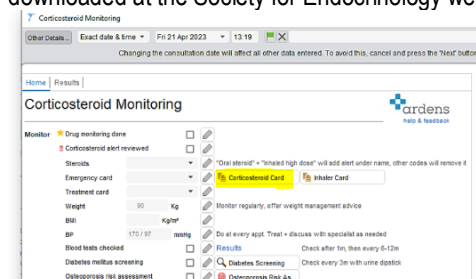 downloaded at the Society for Endocrinology we
Corticosteroid Monitoring
Other Details... Exact date & time Fri 21 Apr 2023 13:19
Changing the consultation date will affect all other data entered. To avoid this, cancel and press the 'Next' button
Home Results
Corticosteroid Monitoring
ardens
help & feedback
Monitor Drug monitoring done
Corticosteroid alert reviewed
Steroids "Oral steroid" + "Inhaled high dose" will add alert under name, other codes will remove it
Emergency card Corticosteroid Card Inhaler Card
Treatment card
Weight 90 Kg Monitor regularly, offer weight management advice
BMI Kg/m²
BP 170 / 97 mmHg Do at every appt. Treat + discuss with specialist as needed
Blood tests checked Results Check after 1m, then every 6-12m
Diabetes mellitus screening Diabetes Screening Check every 3m with urine dipstick
Osteoporosis risk assessment Osteoporosis Risk As...